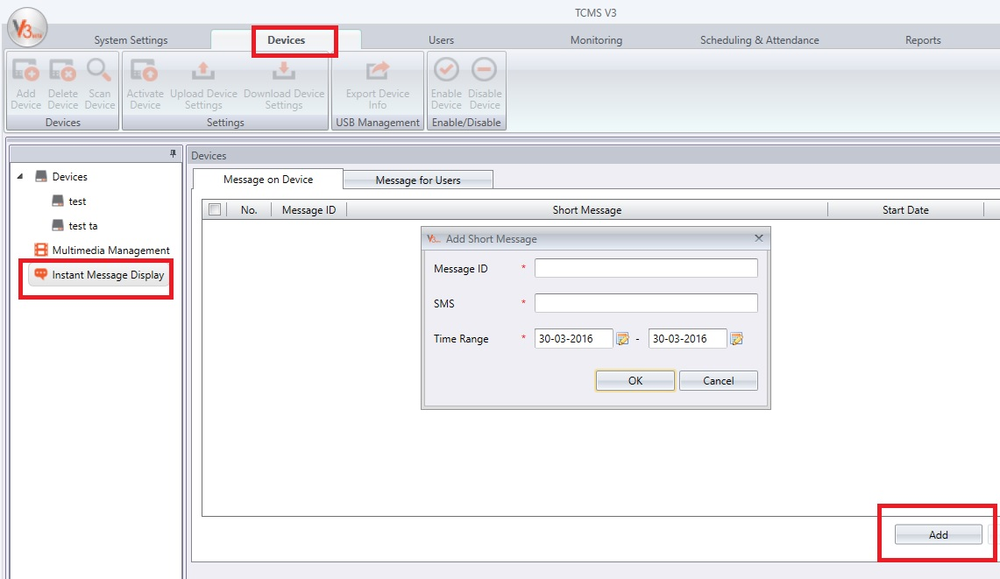 TCMS V3
V3
System Settings
Devices
Users
Monitoring
Scheduling & Attendance
Reports
Add Device
Delete Device
Scan Device
Devices
Activate Device
Upload Device Settings
Download Device Settings
Settings
Export Device Info
USB Management
Enable Device
Disable Device
Enable/Disable
Devices
test
test ta
Multimedia Management
Instant Message Display
Devices
Message on Device
Message for Users
No.
Message ID
Short Message
Start Date
V3 Add Short Message
Message ID *
SMS *
Time Range * 30-03-2016 - 30-03-2016
OK
Cancel
Add